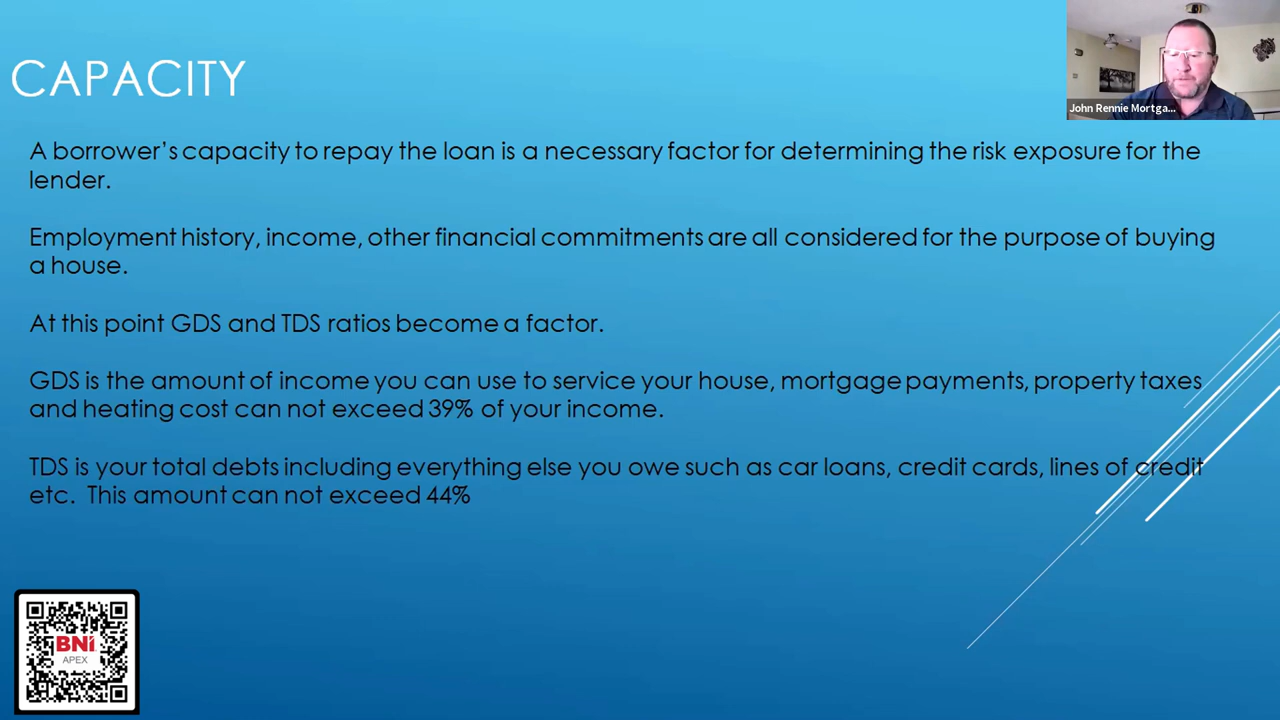 CAPACITY
John Rennie Mortga...
A borrower's capacity to repay the loan is a necessary factor for determining the risk exposure for the
lender.
Employment history, income, other financial commitments are all considered for the purpose of buying
a house.
At this point GDS and TDS ratios become a factor.
GDS is the amount of income you can use to service your house, mortgage payments, property taxes
and heating cost can not exceed 39% of your income.
TDS is your total debts including everything else you owe such as car loans, credit cards, lines of credit
etc.  This amount can not exceed 44%
BNI
APEX